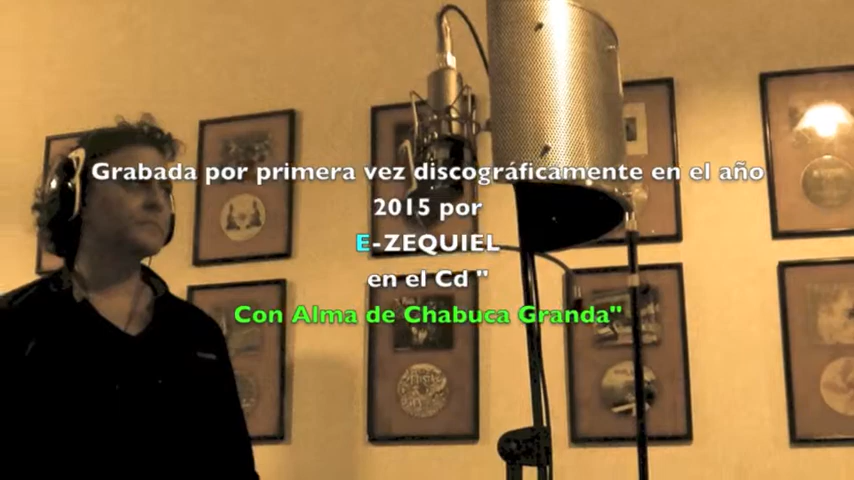 Grabada por primera vez discográficamente en el año
2015 por
E-ZEQUIEL
en el Cd "
Con Alma de Chabuca Granda"